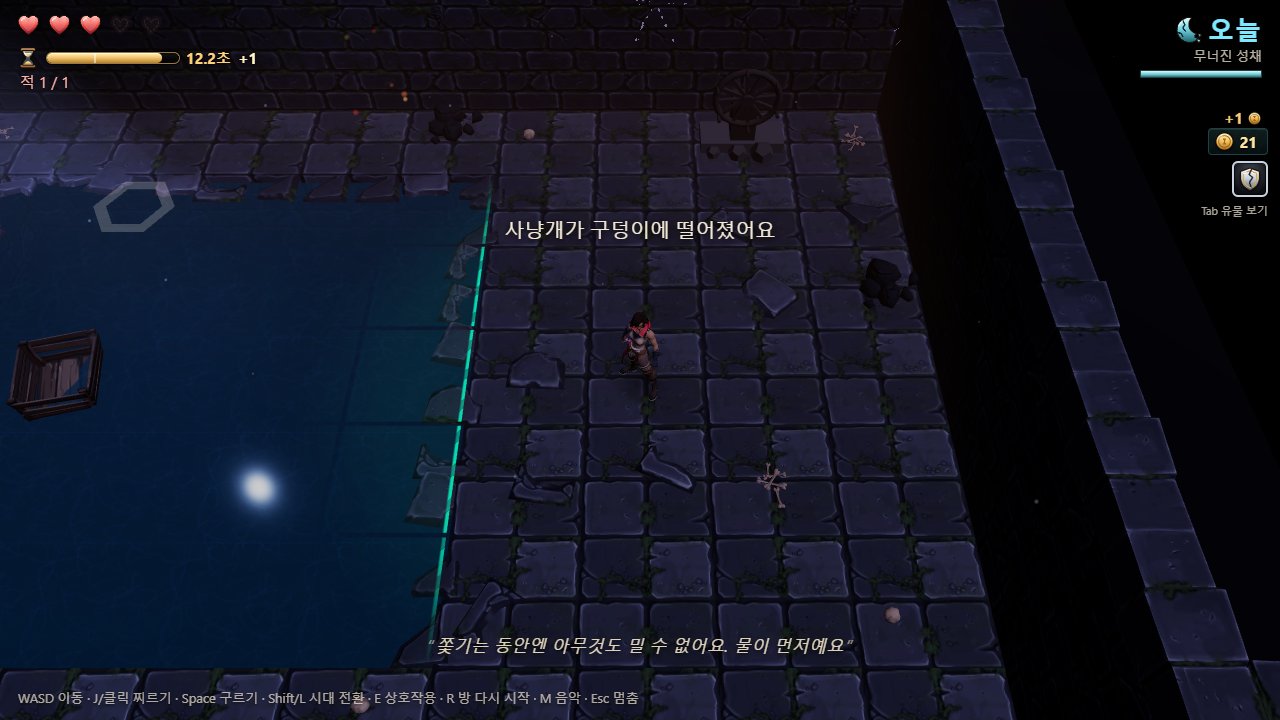 12.2초 +1
적 1 / 1
오늘
무너진 성채
+1
21
Tab 유물 보기
사냥개가 구덩이에 떨어졌어요
“쫓기는 동안엔 아무것도 밀 수 없어요. 물이 먼저예요”
WASD 이동 · J/클릭 찌르기 · Space 구르기 · Shift/L 시대 전환 · E 상호작용 · R 방 다시 시작 · M 음악 · Esc 멈춤